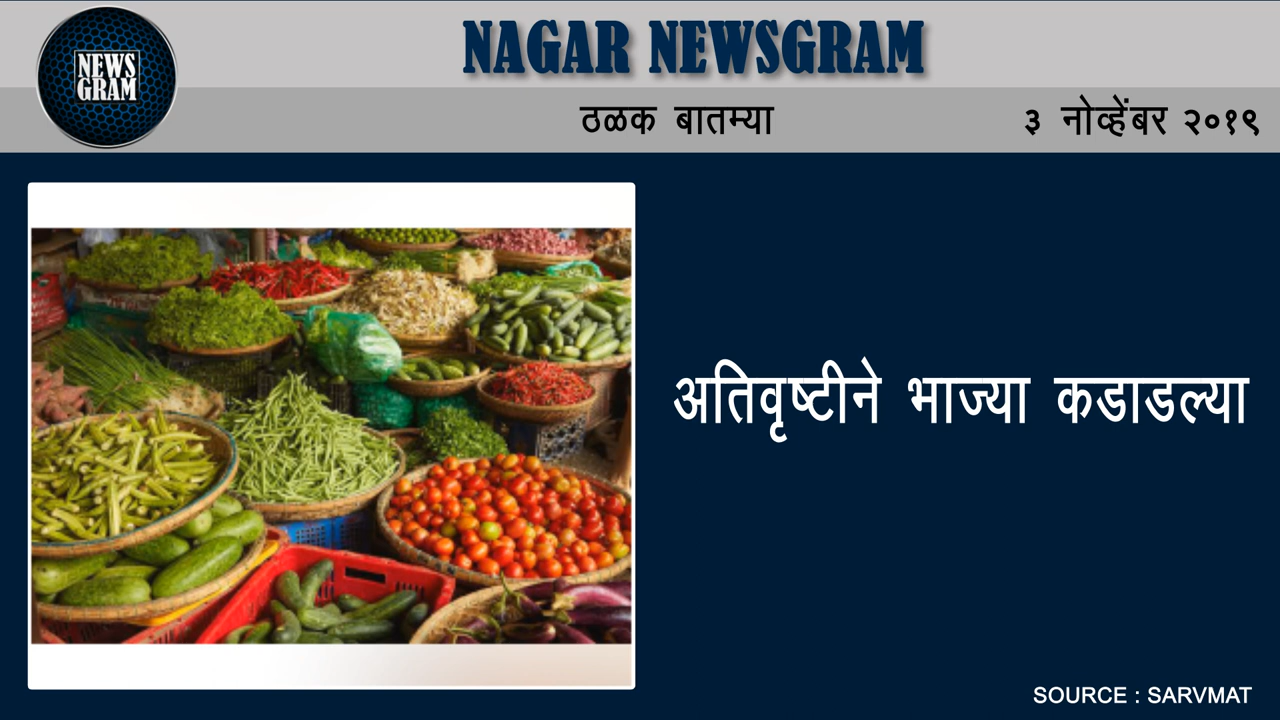 NEWS
GRAM
NAGAR NEWSGRAM
ठळक बातम्या
३ नोव्हेंबर २०१९
अतिवृष्टीने भाज्या कडाडल्या
SOURCE : SARVMAT